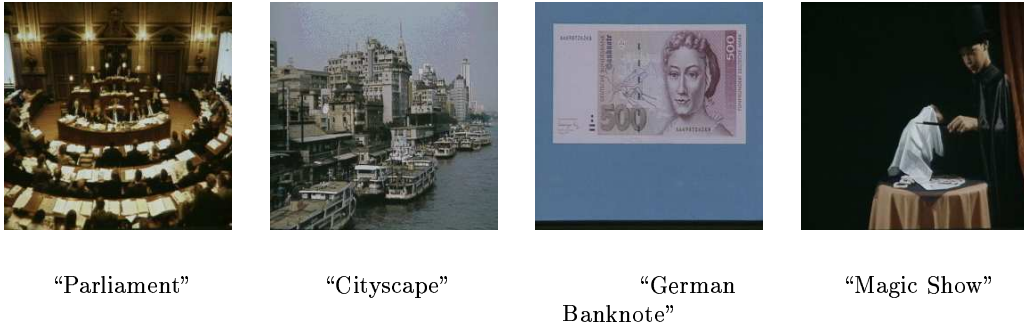 500
500
"Parliament"
"Cityscape"
"German
Banknote"
"Magic Show"